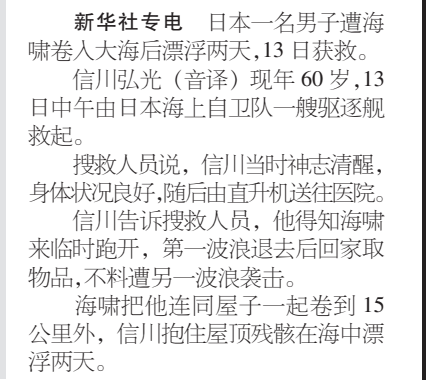 新华社专电 日本一名男子遭海
啸卷入大海后漂浮两天,13 日获救。
信川弘光（音译）现年 60 岁,13
日中午由日本海上自卫队一艘驱逐舰
救起。
搜救人员说，信川当时神志清醒，
身体状况良好,随后由直升机送往医院。
信川告诉搜救人员，他得知海啸
来临时跑开，第一波浪退去后回家取
物品,不料遭另一波浪袭击。
海啸把他连同屋子一起卷到 15
公里外，信川抱住屋顶残骸在海中漂
浮两天。